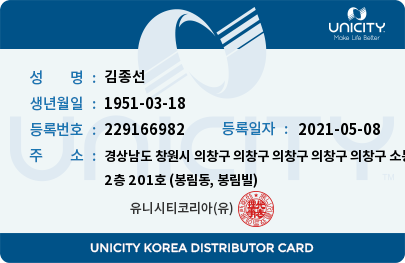 UNICITY
Make Life Better
성 명 : 김종선
생년월일 : 1951-03-18
등록번호 : 229166982 등록일자 : 2021-05-08
주 소 : 경상남도 창원시 의창구 의창구 의창구 의창구 의창구 소봉
2층 201호 (봉림동, 봉림빌)
유니시티코리아(유)
UNICITY
UNICITY KOREA DISTRIBUTOR CARD